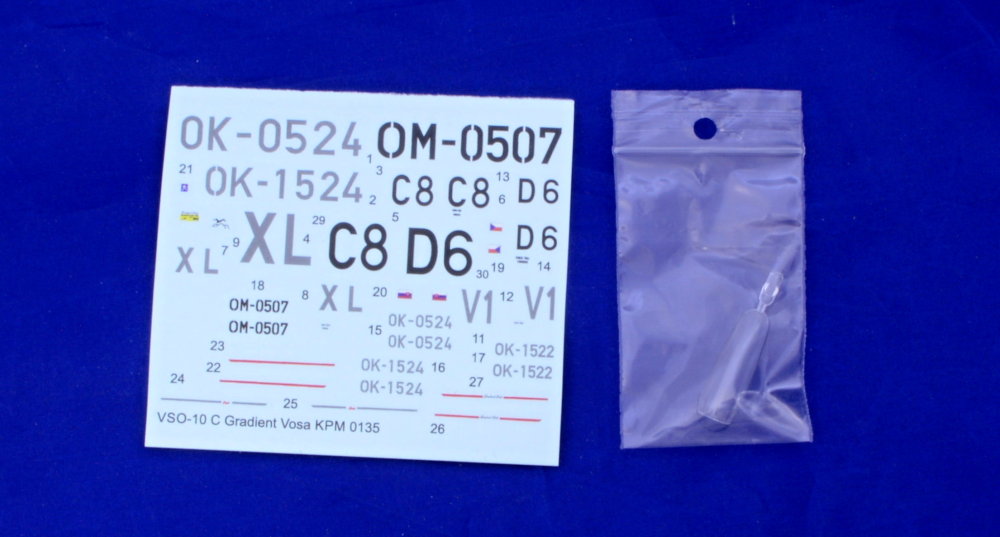 OK-0524 1 OM-0507
21 OK-1524 2 3 C8 C8 13 6 D6
7 9 XL 4 29 C8 5 D6 30 19 D6 14
XL
18 8 XL 20 V1 12 V1
OM-0507 OK-0524
OM-0507 15 OK-0524 11 OK-1522
23 OK-1524 16 17 OK-1522
22 OK-1524 27
24 25
VSO-10 C Gradient Vosa KPM 0135 26